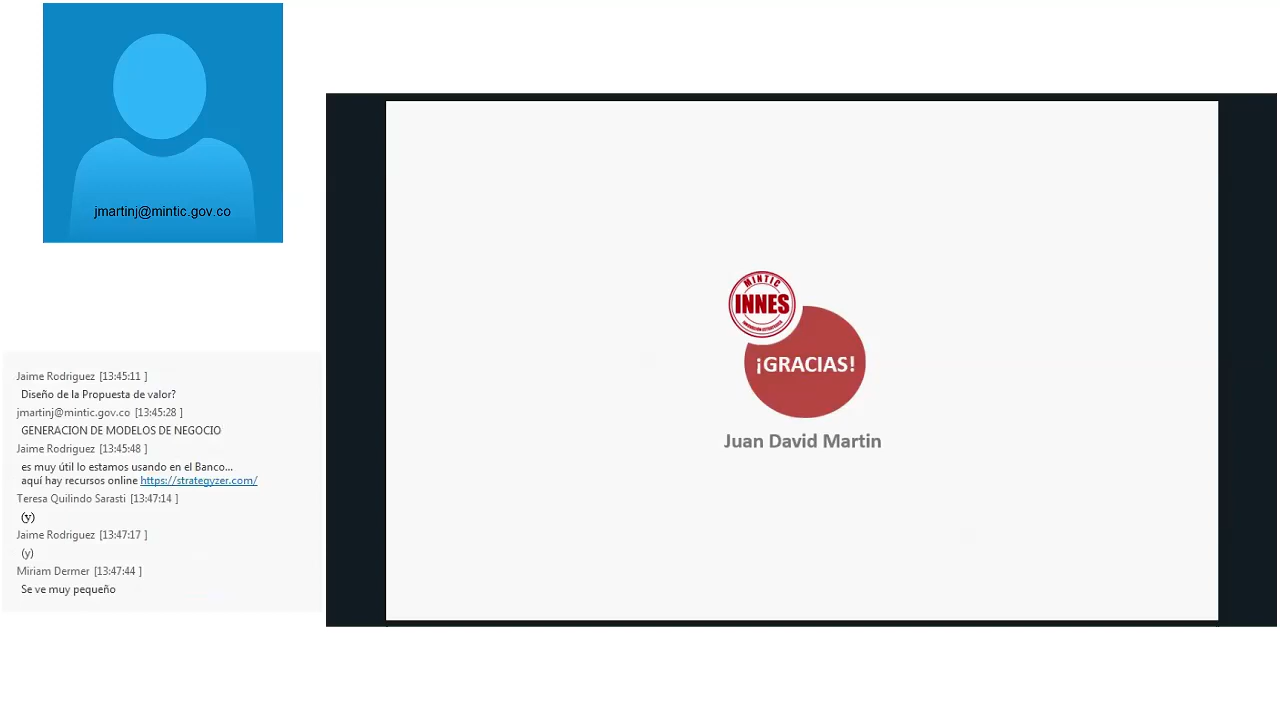 jmartinj@mintic.gov.co
Jaime Rodriguez [13:45:11 ]
Diseño de la Propuesta de valor?
jmartinj@mintic.gov.co [13:45:28 ]
GENERACION DE MODELOS DE NEGOCIO
Jaime Rodriguez [13:45:48 ]
es muy útil lo estamos usando en el Banco...
aquí hay recursos online https://strategyzer.com/
Teresa Quilindo Sarasti [13:47:14 ]
(y)
Jaime Rodriguez [13:47:17 ]
(y)
Miriam Dermer [13:47:44 ]
Se ve muy pequeño
MINTIC
INNES
¡GRACIAS!
Juan David Martin